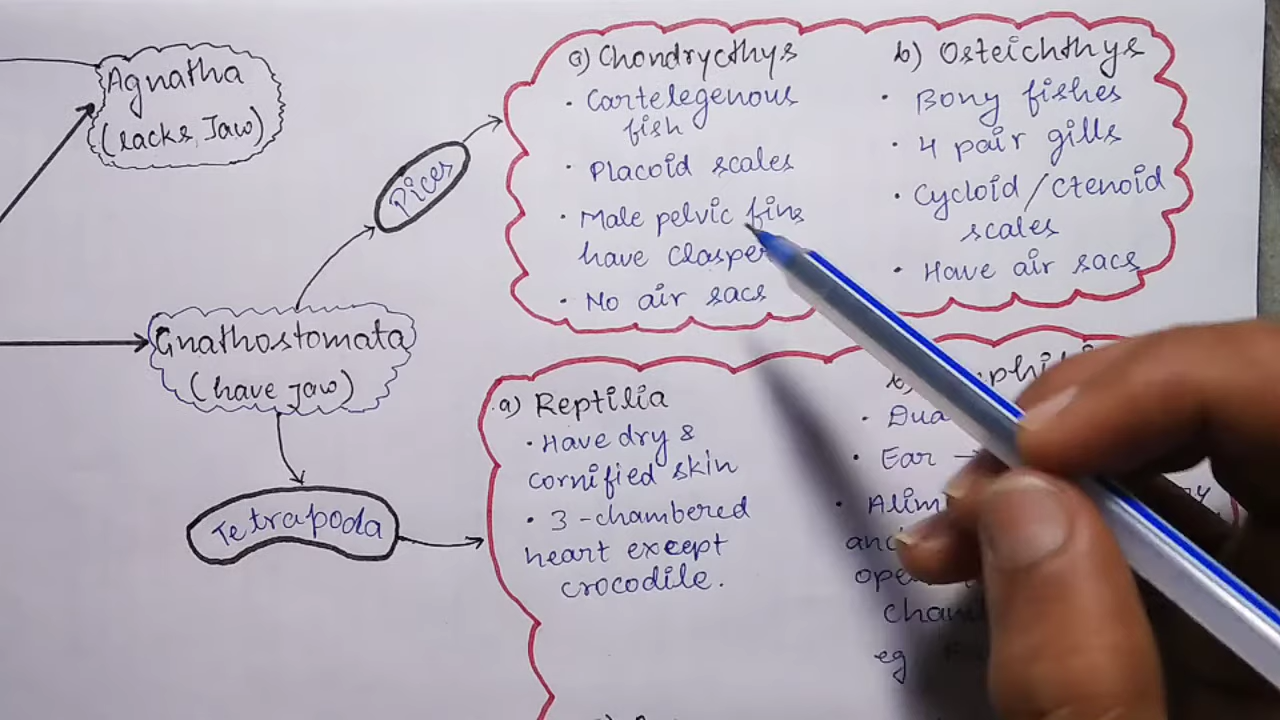 Agnatha
(lacks Jaw)
Pices
a) Chondrycthys
• Cartelegenous
fish
• Placoid scales
• Male pelvic fins
have Clasper
• No air sacs
b) Osteichthys
• Bony fishes
• 4 pair gills
• Cycloid / Ctenoid
scales
• Have air sacs
Gnathostomata
(have jaw)
Tetrapoda
a) Reptilia
• Have dry &
cornified skin
• 3-chambered
heart except
crocodile.
b)
•
• Ear →
•
eg